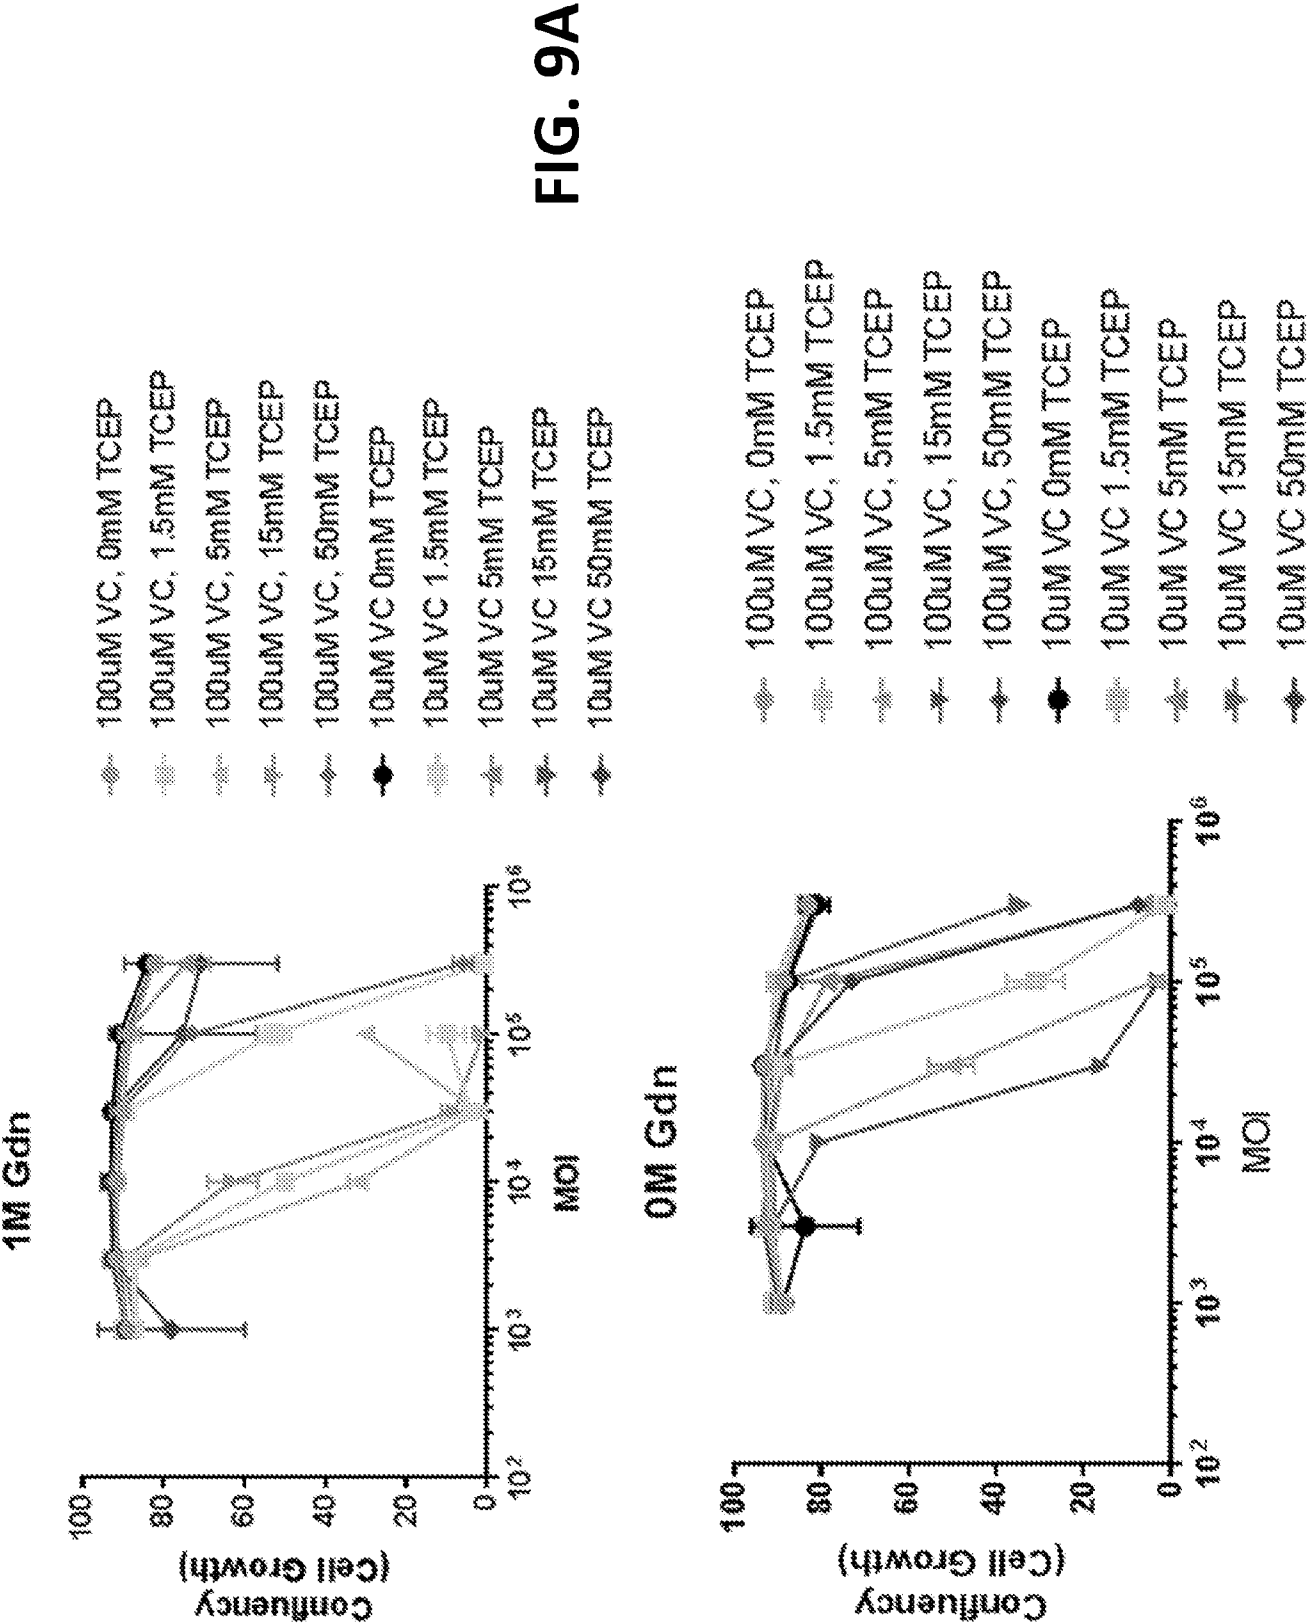 FIG. 9A
1M Gdn
Confluency
(Cell Growth)
100
80
60
40
20
0
10²
10³
10⁴
10⁵
10⁶
MOI
100uM VC, 0mM TCEP
100uM VC, 1.5mM TCEP
100uM VC, 5mM TCEP
100uM VC, 15mM TCEP
100uM VC, 50mM TCEP
10uM VC 0mM TCEP
10uM VC 1.5mM TCEP
10uM VC 5mM TCEP
10uM VC 15mM TCEP
10uM VC 50mM TCEP
0M Gdn
Confluency
(Cell Growth)
100
80
60
40
20
0
10²
10³
10⁴
10⁵
10⁶
MOI
100uM VC, 0mM TCEP
100uM VC, 1.5mM TCEP
100uM VC, 5mM TCEP
100uM VC, 15mM TCEP
100uM VC, 50mM TCEP
10uM VC 0mM TCEP
10uM VC 1.5mM TCEP
10uM VC 5mM TCEP
10uM VC 15mM TCEP
10uM VC 50mM TCEP